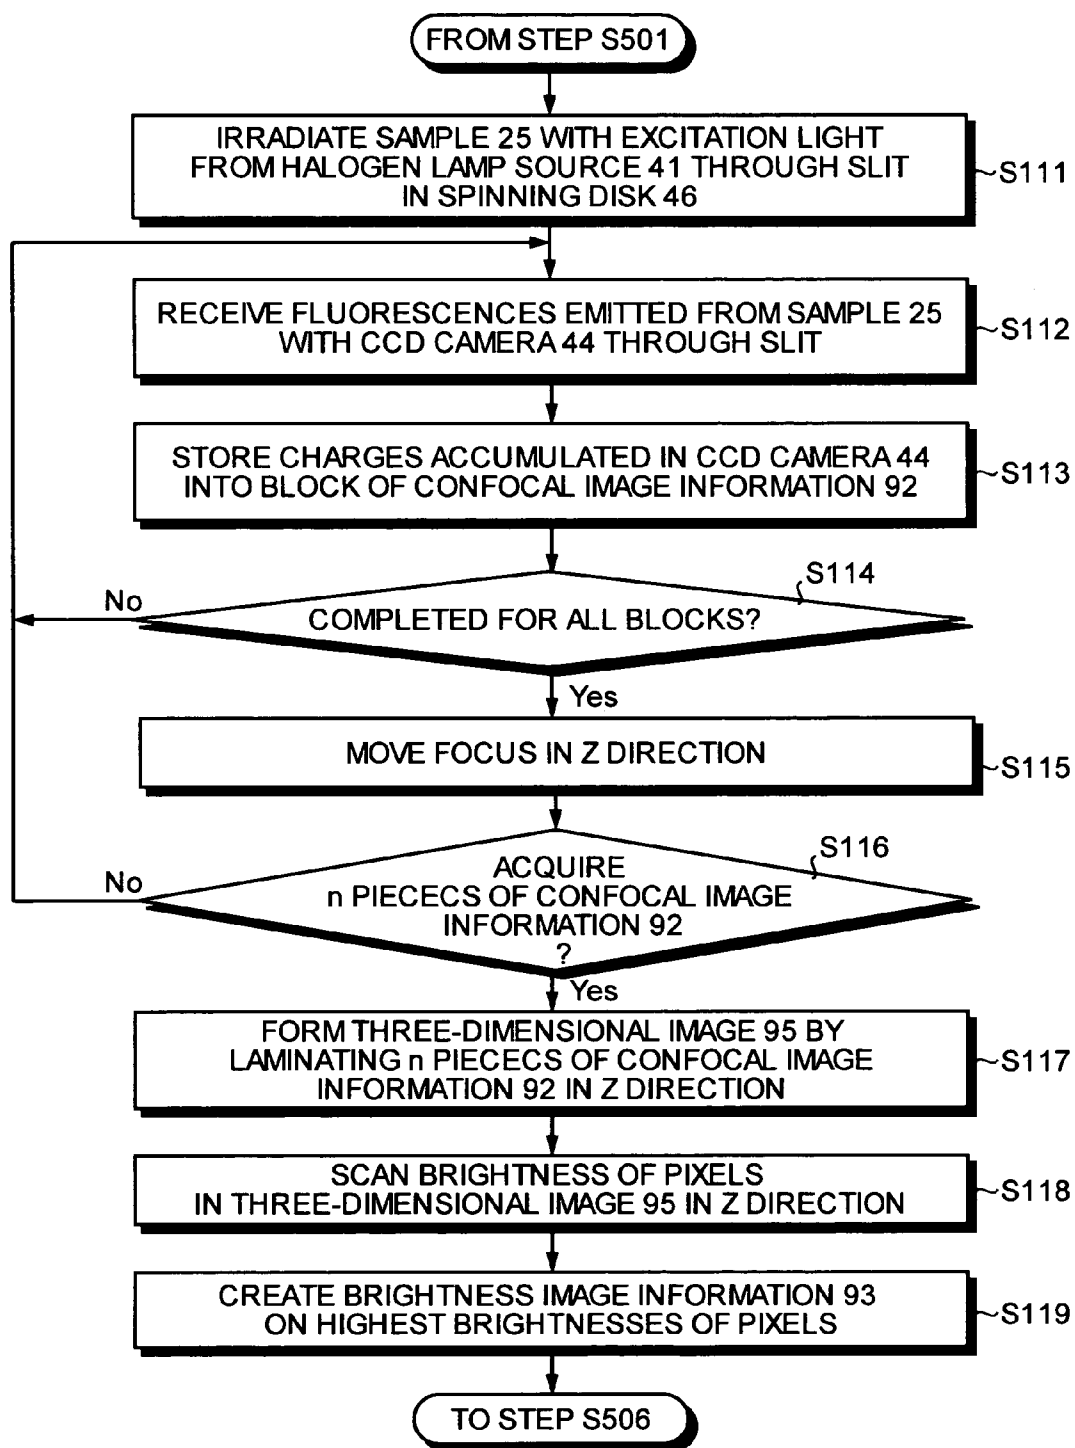 FROM STEP S501
IRRADIATE SAMPLE 25 WITH EXCITATION LIGHT
FROM HALOGEN LAMP SOURCE 41 THROUGH SLIT
IN SPINNING DISK 46
S111
RECEIVE FLUORESCENCES EMITTED FROM SAMPLE 25
WITH CCD CAMERA 44 THROUGH SLIT
S112
STORE CHARGES ACCUMULATED IN CCD CAMERA 44
INTO BLOCK OF CONFOCAL IMAGE INFORMATION 92
S113
S114
No
COMPLETED FOR ALL BLOCKS?
Yes
MOVE FOCUS IN Z DIRECTION
S115
S116
No
ACQUIRE
n PIECECS OF CONFOCAL IMAGE
INFORMATION 92
?
Yes
FORM THREE-DIMENSIONAL IMAGE 95 BY
LAMINATING n PIECECS OF CONFOCAL IMAGE
INFORMATION 92 IN Z DIRECTION
S117
SCAN BRIGHTNESS OF PIXELS
IN THREE-DIMENSIONAL IMAGE 95 IN Z DIRECTION
S118
CREATE BRIGHTNESS IMAGE INFORMATION 93
ON HIGHEST BRIGHTNESSES OF PIXELS
S119
TO STEP S506